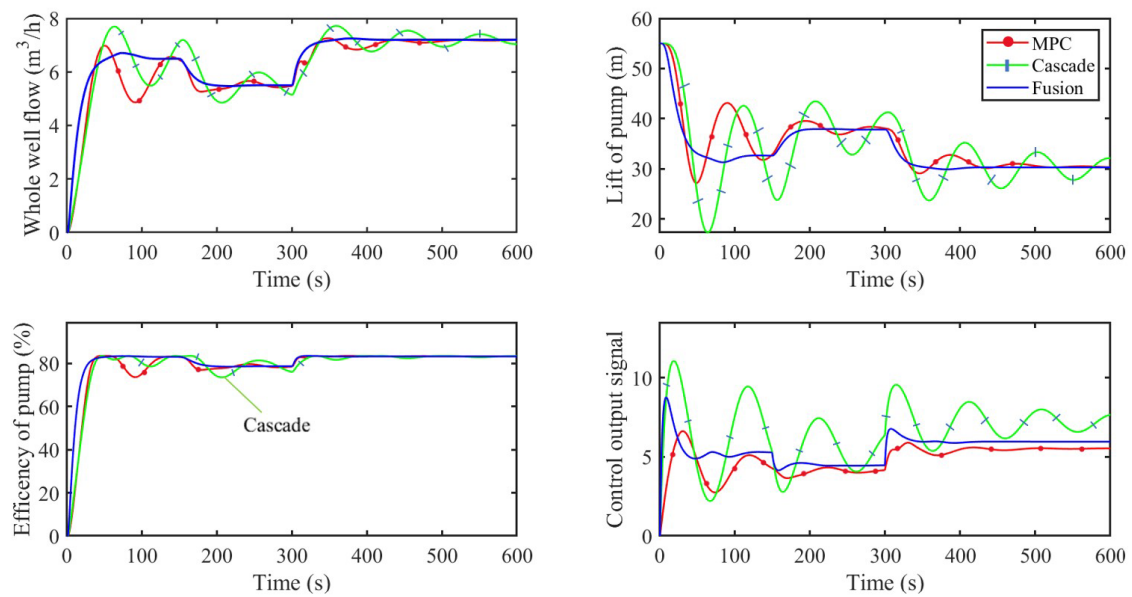 Whole well flow (m³/h)
8
6
4
2
0
0 100 200 300 400 500 600
Time (s)
Lift of pump (m)
60
50
40
30
20
0 100 200 300 400 500 600
Time (s)
MPC
Cascade
Fusion
Efficency of pump (%)
80
60
40
20
0
0 100 200 300 400 500 600
Time (s)
Cascade
Control output signal
10
5
0
0 100 200 300 400 500 600
Time (s)